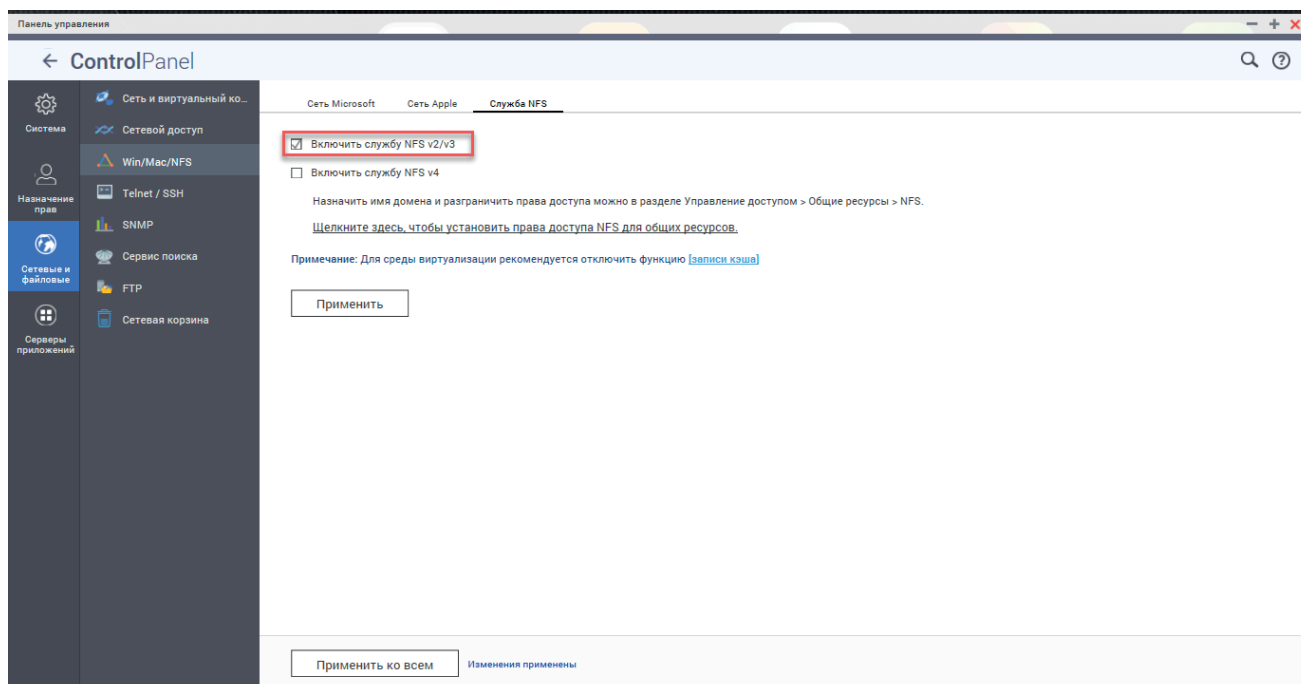 Панель управления
ControlPanel
Система
Назначение
прав
Сетевые и
файловые
Серверы
приложений
Сеть и виртуальный ко...
Сетевой доступ
Win/Mac/NFS
Telnet / SSH
SNMP
Сервис поиска
FTP
Сетевая корзина
Сеть Microsoft Сеть Apple Служба NFS
Включить службу NFS v2/v3
Включить службу NFS v4
Назначить имя домена и разграничить права доступа можно в разделе Управление доступом > Общие ресурсы > NFS.
Щелкните здесь, чтобы установить права доступа NFS для общих ресурсов.
Примечание: Для среды виртуализации рекомендуется отключить функцию [записи кэша]
Применить
Применить ко всем Изменения применены